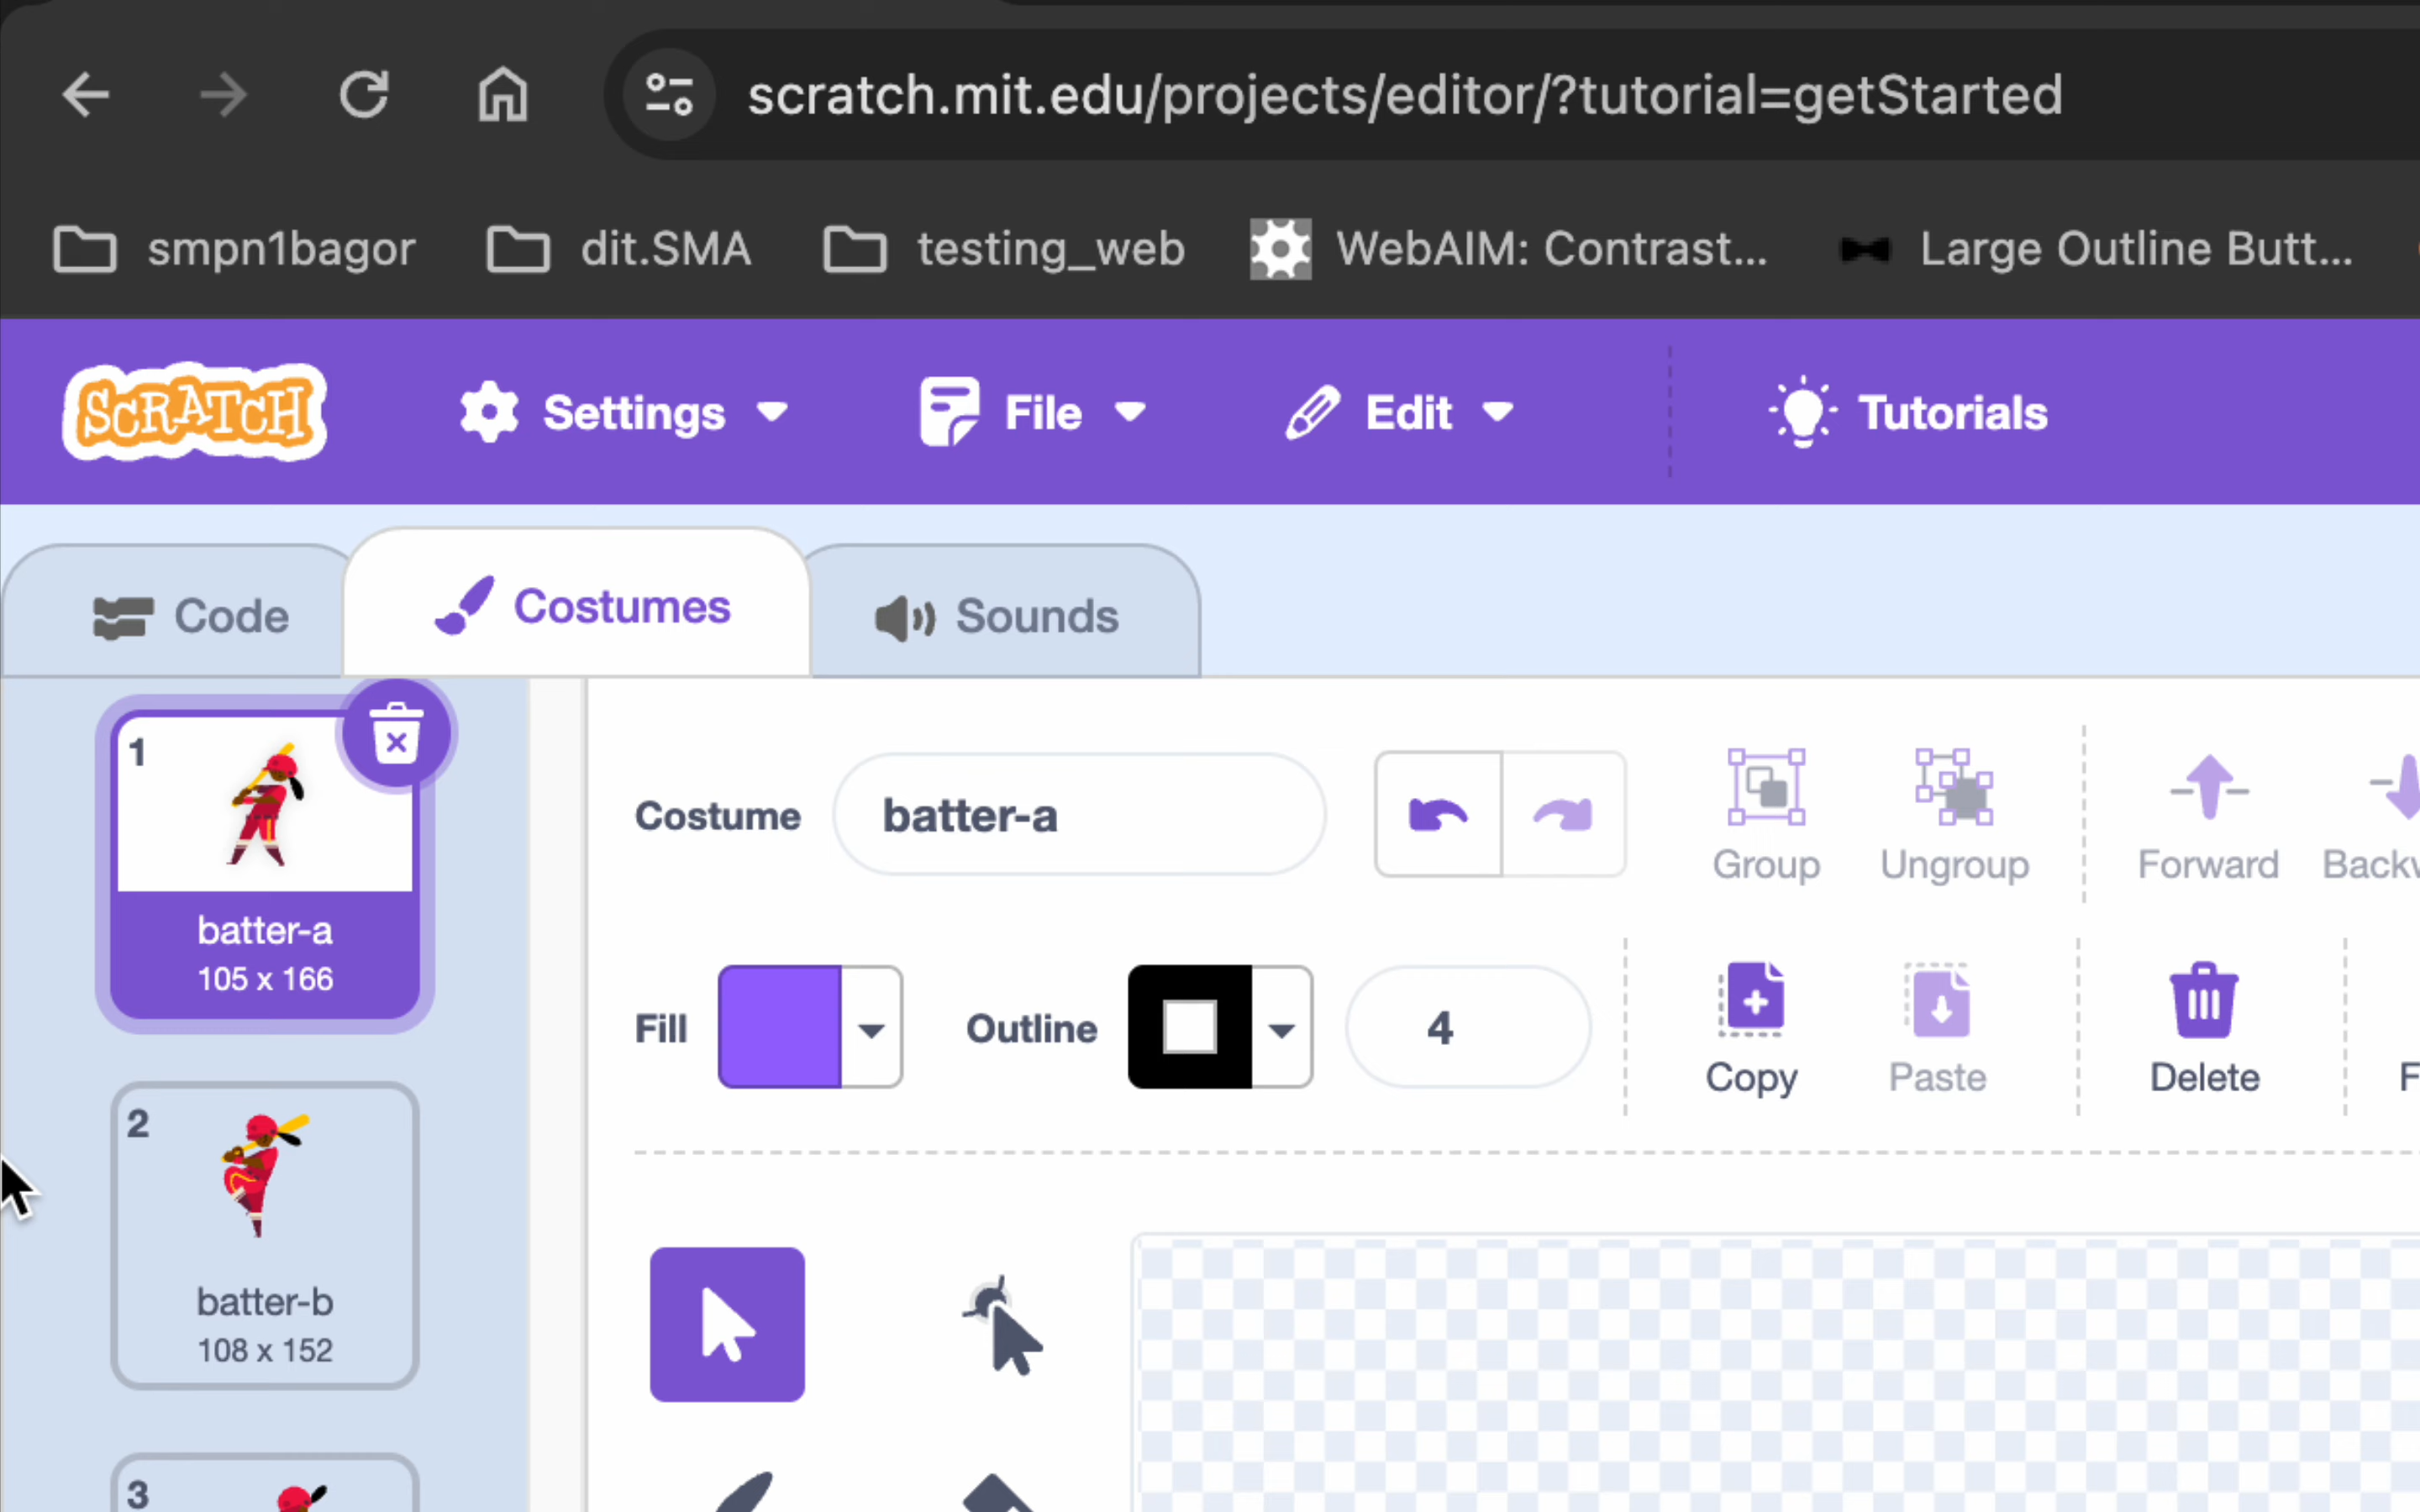 scratch.mit.edu/projects/editor/?tutorial=getStarted
smpn1bagor dit.SMA testing_web WebAIM: Contrast... Large Outline Butt...
SCRATCH Settings File Edit Tutorials
Code Costumes Sounds
1
batter-a
105 x 166
2
batter-b
108 x 152
3
Costume batter-a
Group Ungroup Forward
Fill Outline 4
Copy Paste Delete